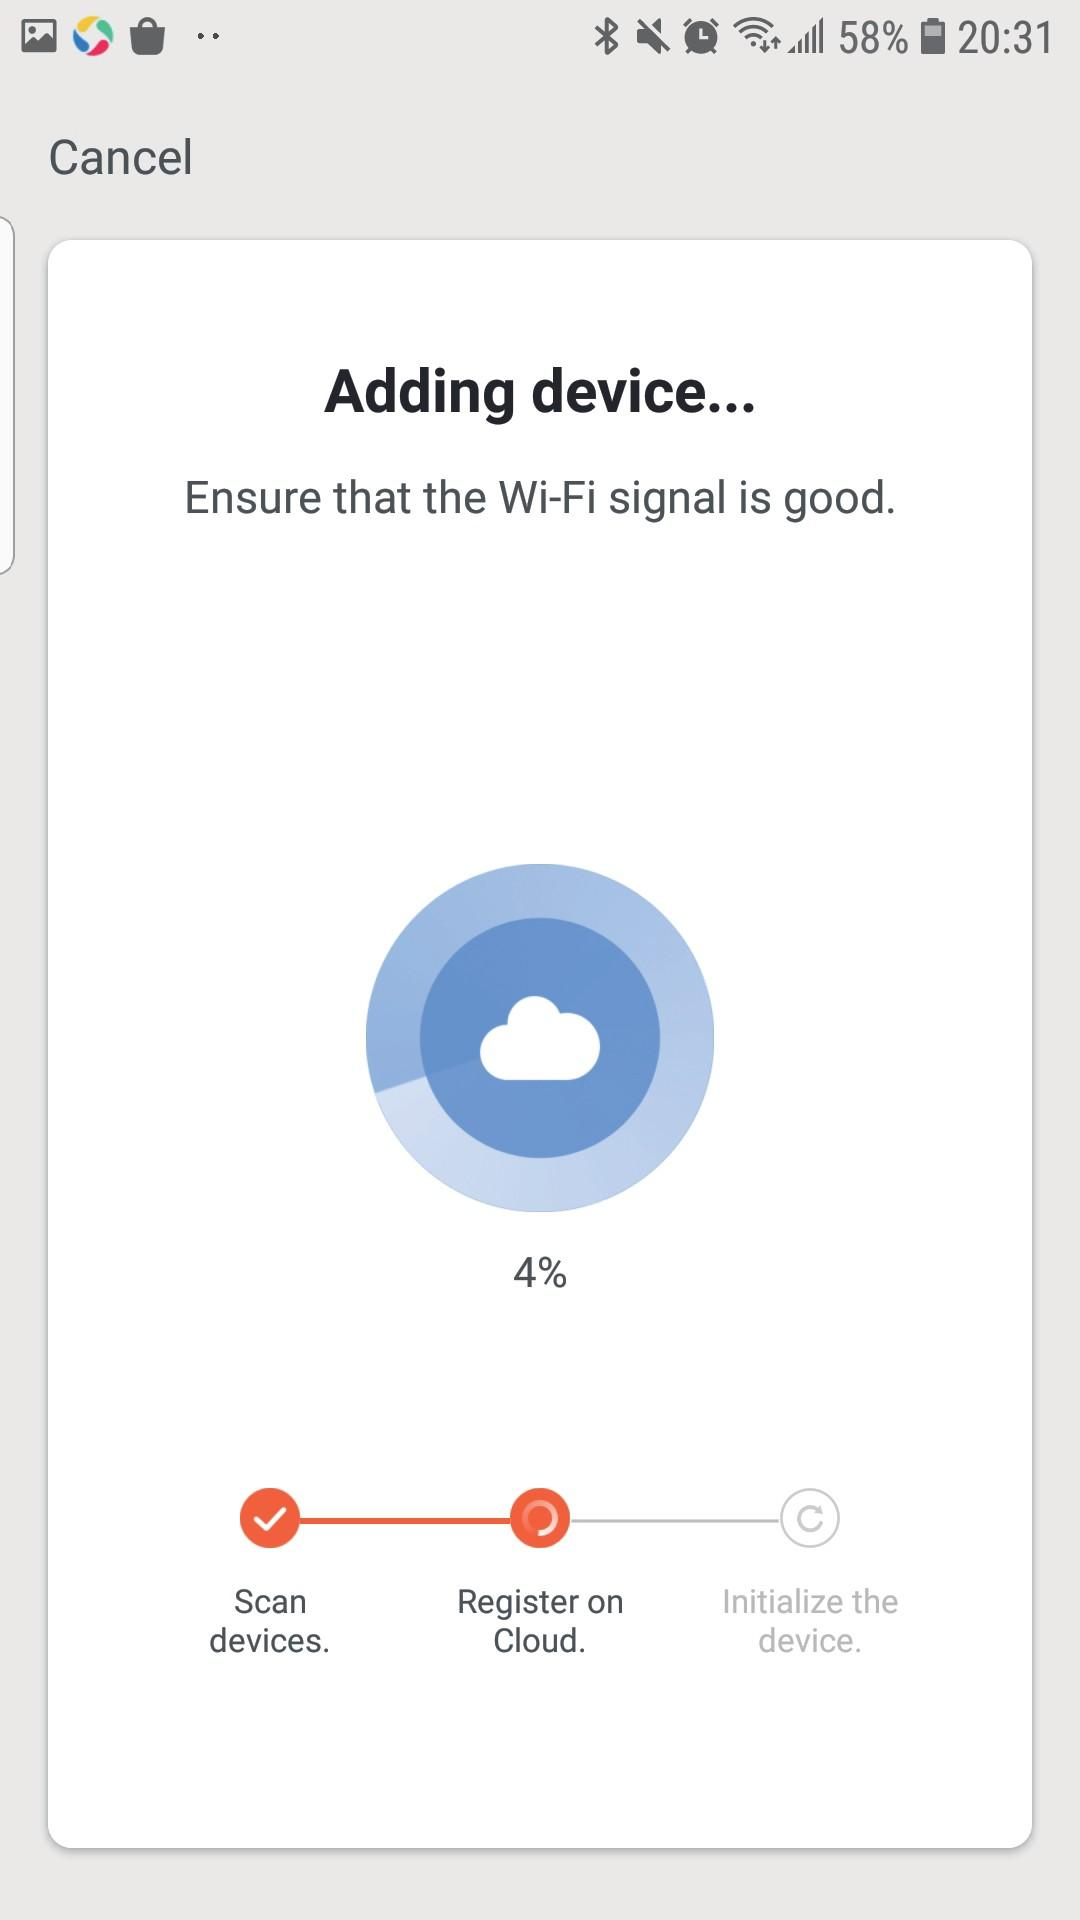 58% 20:31
Cancel
Adding device...
Ensure that the Wi-Fi signal is good.
4%
Scan
devices.
Register on
Cloud.
Initialize the
device.